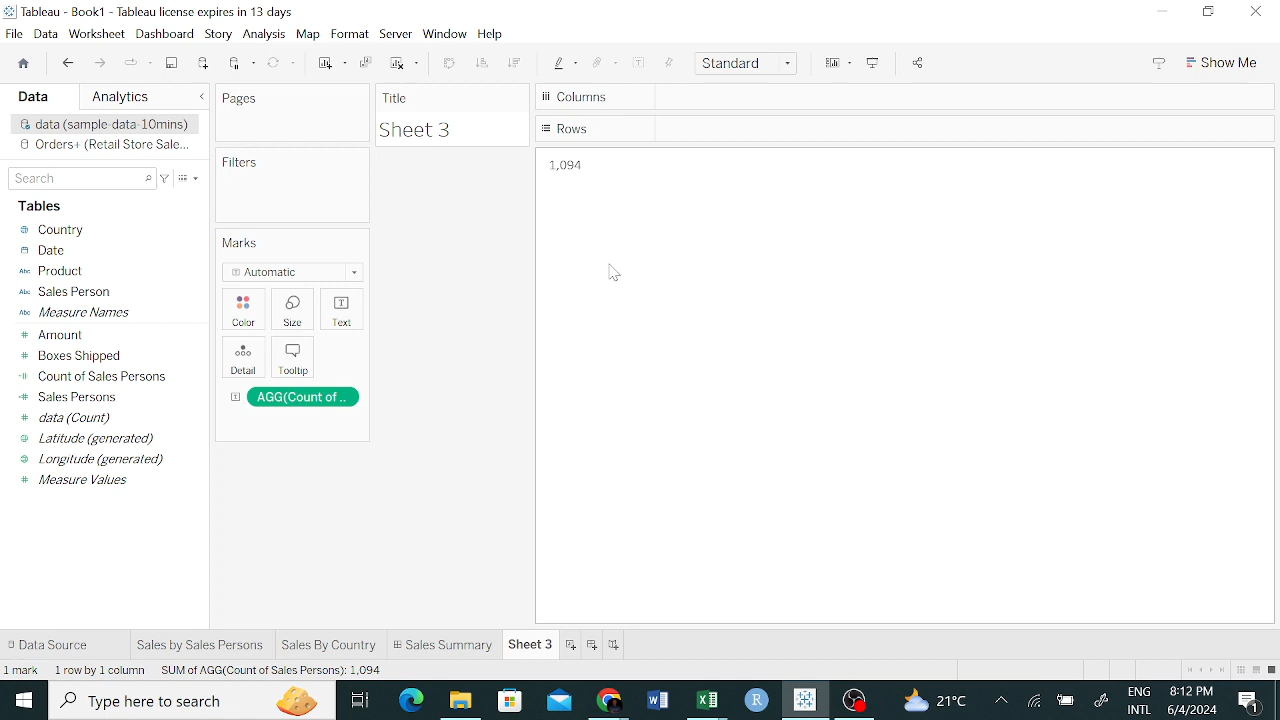 Tableau - Book1 - Tableau license expires in 13 days
File Data Worksheet Dashboard Story Analysis Map Format Server Window Help
Standard
Show Me
Data Analytics
data (sample-data-10mins)
Orders+ (Retail Store Sale...
Search
Tables
Country
Date
Abc Product
Abc Sales Person
Abc Measure Names
Amount
Boxes Shipped
Count of Sales Persons
Sales Persons
data (Count)
Latitude (generated)
Longitude (generated)
Measure Values
Pages
Filters
Marks
Automatic
Color Size Text
Detail Tooltip
AGG(Count of ..
Title
Sheet 3
Columns
Rows
1,094
Data Source Sales by Sales Persons Sales By Country Sales Summary Sheet 3
1 mark 1 row by 1 column SUM of AGG(Count of Sales Persons): 1,094
Type here to search
21°C
ENG
INTL
8:12 PM
6/4/2024
1